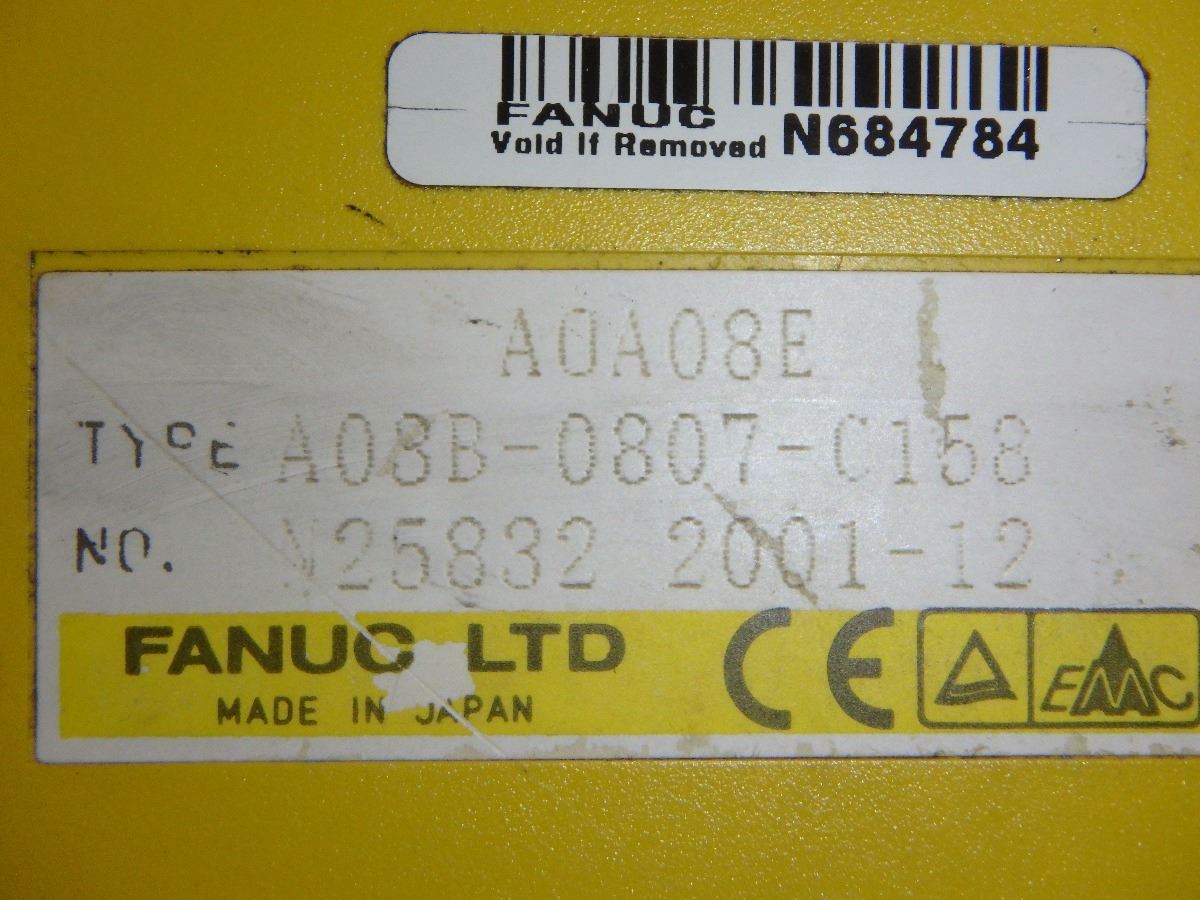 FANUC
Void If Removed N684784
A0A08E
TYPE A08B-0807-C158
NO. N25832 2001-12
FANUC LTD
MADE IN JAPAN
CE
EMC